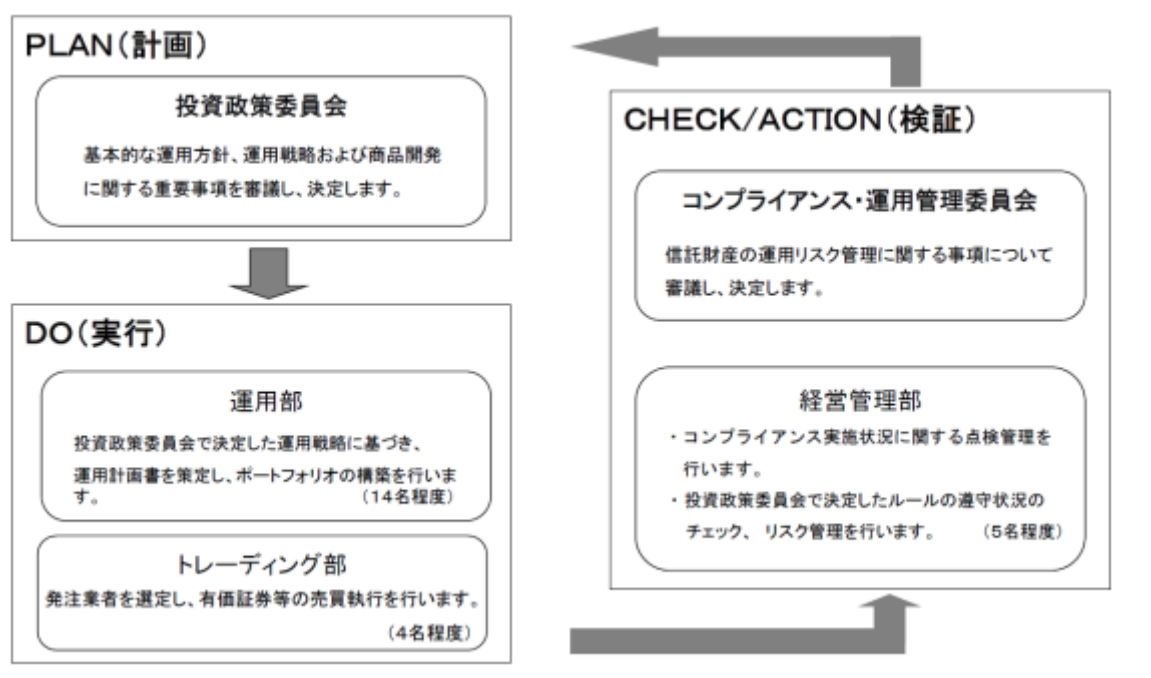 PLAN(計画)
投資政策委員会
基本的な運用方針、運用戦略および商品開発
に関する重要事項を審議し、決定します。
DO(実行)
運用部
投資政策委員会で決定した運用戦略に基づき、
運用計画書を策定し、ポートフォリオの構築を行いま
す。 (14名程度)
トレーディング部
発注業者を選定し、有価証券等の売買執行を行います。
(4名程度)
CHECK/ACTION(検証)
コンプライアンス・運用管理委員会
信託財産の運用リスク管理に関する事項について
審議し、決定します。
経営管理部
・コンプライアンス実施状況に関する点検管理を
行います。
・投資政策委員会で決定したルールの遵守状況の
チェック、 リスク管理を行います。 (5名程度)